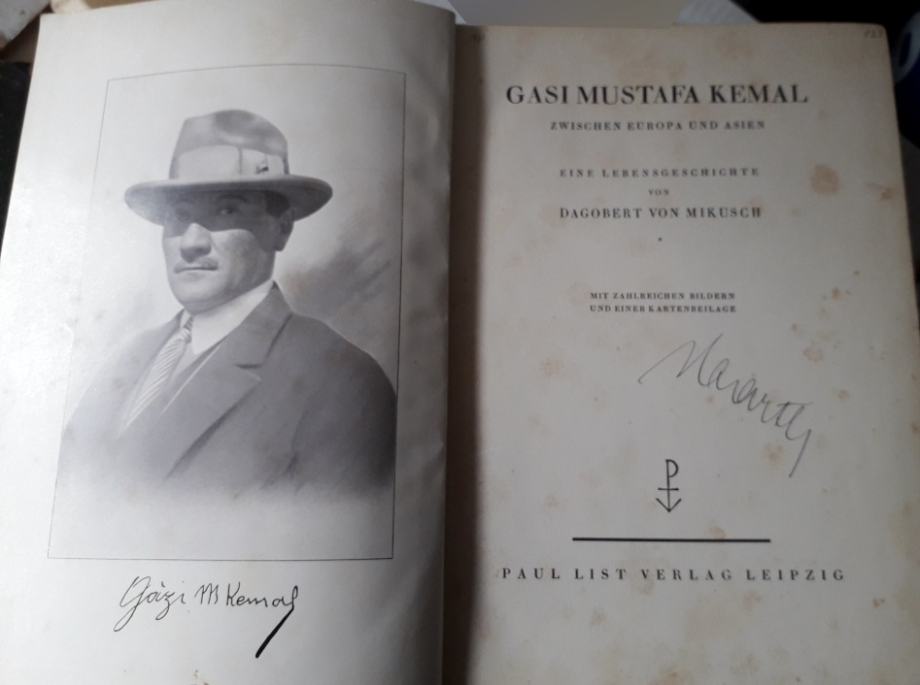 Gâzi M Kemal
GASI MUSTAFA KEMAL
ZWISCHEN EUROPA UND ASIEN
EINE LEBENSGESCHICHTE
VON
DAGOBERT VON MIKUSCH
MIT ZAHLREICHEN BILDERN
UND EINER KARTENBEILAGE
PAUL LIST VERLAG LEIPZIG